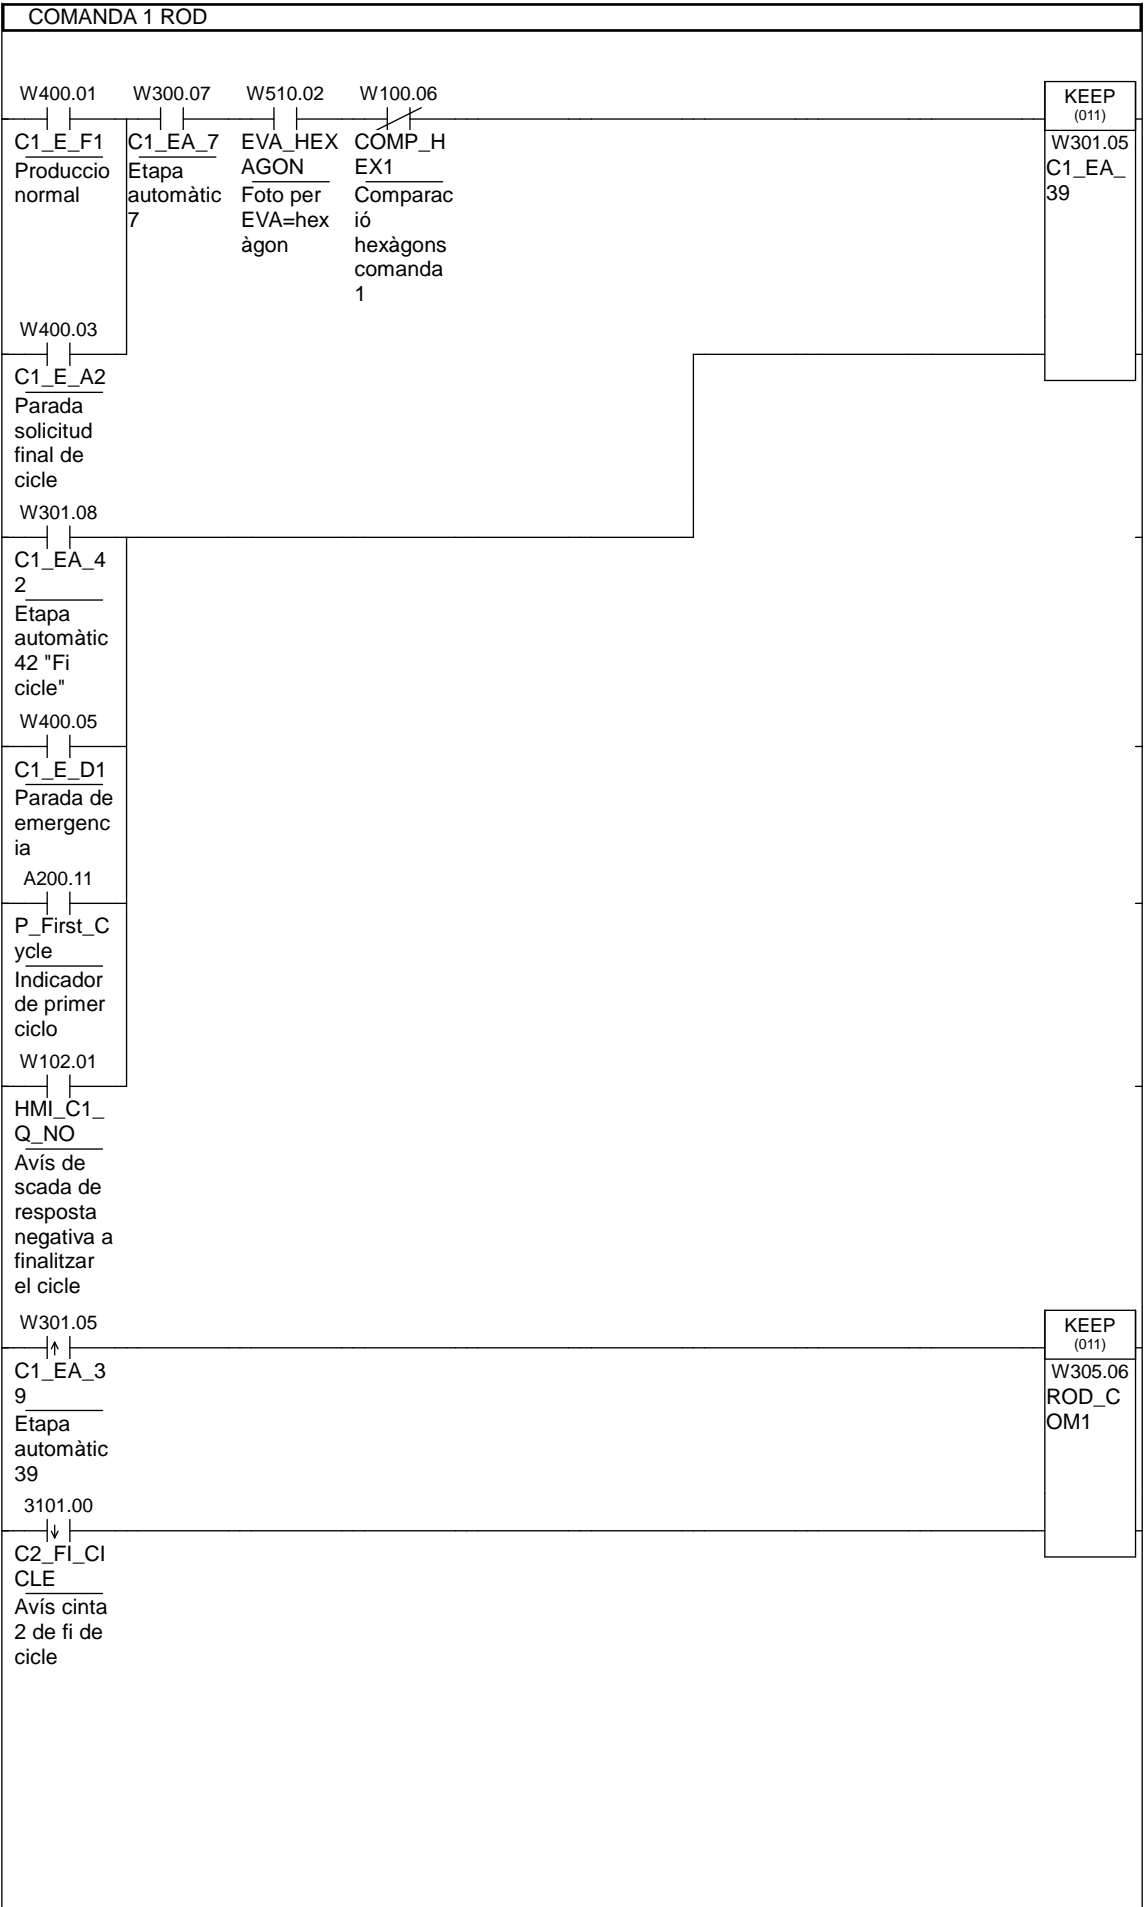 COMANDA 1 ROD
W400.01 W300.07 W510.02 W100.06
KEEP
(011)
C1_E_F1 C1_EA_7 EVA_HEX COMP_H
AGON EX1
W301.05
C1_EA_
39
Produccio Etapa
normal automàtic
7
Foto per
EVA=hex
àgon
Comparac
ió
hexàgons
comanda
1
W400.03
C1_E_A2
Parada
solicitud
final de
cicle
W301.08
C1_EA_4
2
Etapa
automàtic
42 "Fi
cicle"
W400.05
C1_E_D1
Parada de
emergenc
ia
A200.11
P_First_C
ycle
Indicador
de primer
ciclo
W102.01
HMI_C1_
Q_NO
Avís de
scada de
resposta
negativa a
finalitzar
el cicle
W301.05
KEEP
(011)
C1_EA_3
9
W305.06
ROD_C
OM1
Etapa
automàtic
39
3101.00
C2_FI_CI
CLE
Avís cinta
2 de fi de
cicle